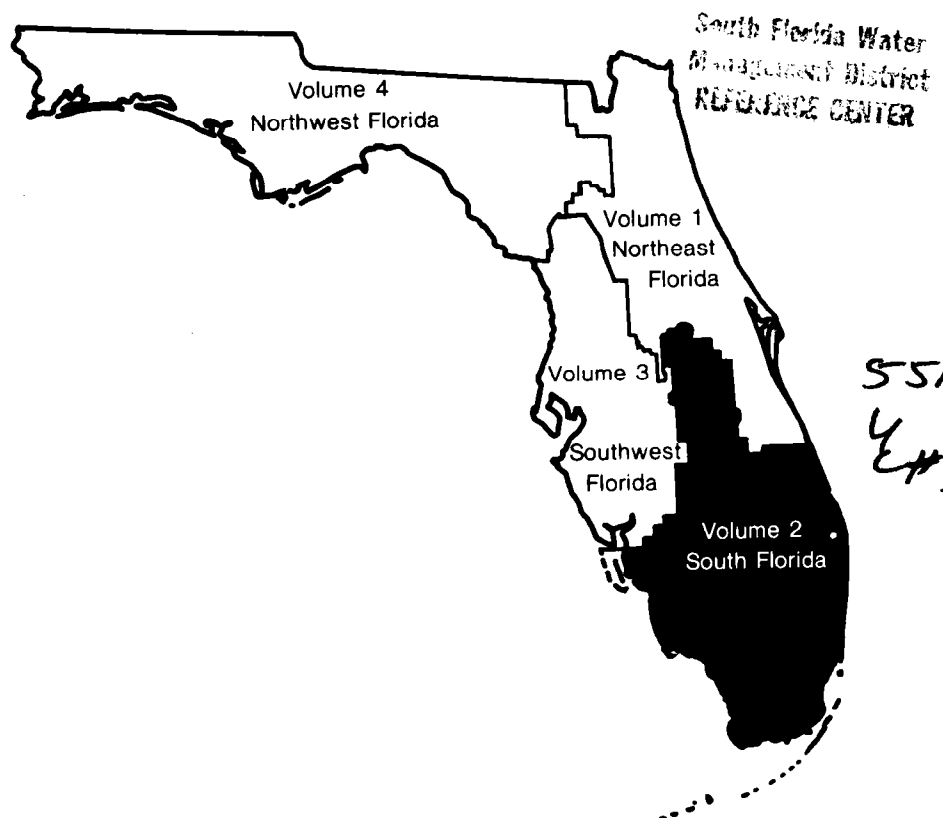 South Florida Water
Management District
REFERENCE CENTER
Volume 4
Northwest Florida
Volume 1
Northeast
Florida
Volume 3
Southwest
Florida
Volume 2
South Florida